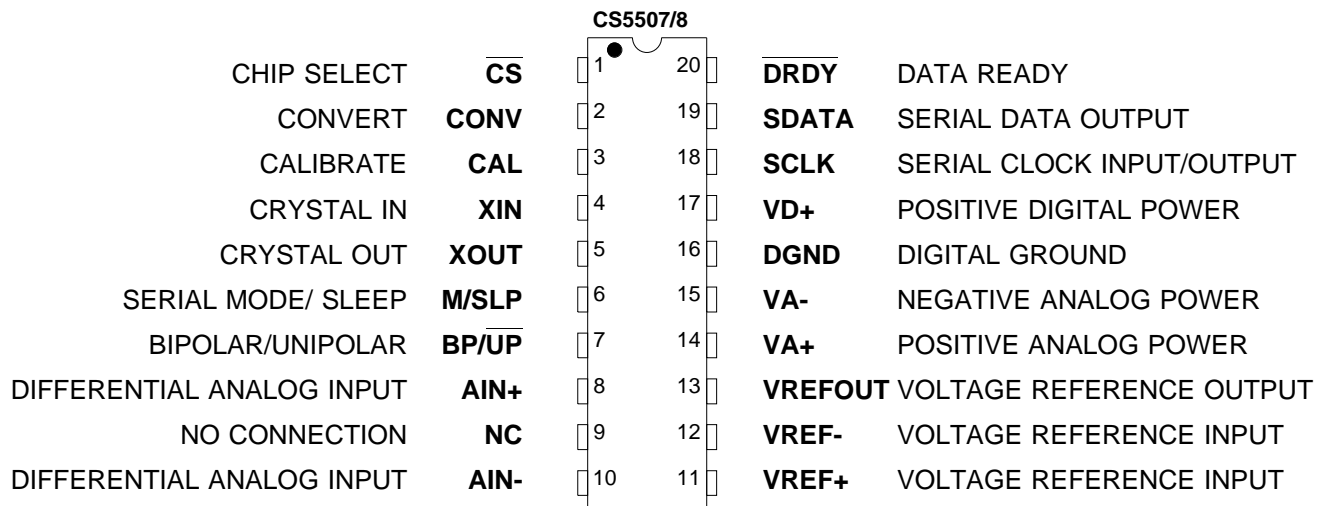 CS5507/8
CHIP SELECT CS 1 20 DRDY DATA READY
CONVERT CONV 2 19 SDATA SERIAL DATA OUTPUT
CALIBRATE CAL 3 18 SCLK SERIAL CLOCK INPUT/OUTPUT
CRYSTAL IN XIN 4 17 VD+ POSITIVE DIGITAL POWER
CRYSTAL OUT XOUT 5 16 DGND DIGITAL GROUND
SERIAL MODE/ SLEEP M/SLP 6 15 VA- NEGATIVE ANALOG POWER
BIPOLAR/UNIPOLAR BP/UP 7 14 VA+ POSITIVE ANALOG POWER
DIFFERENTIAL ANALOG INPUT AIN+ 8 13 VREFOUT VOLTAGE REFERENCE OUTPUT
NO CONNECTION NC 9 12 VREF- VOLTAGE REFERENCE INPUT
DIFFERENTIAL ANALOG INPUT AIN- 10 11 VREF+ VOLTAGE REFERENCE INPUT